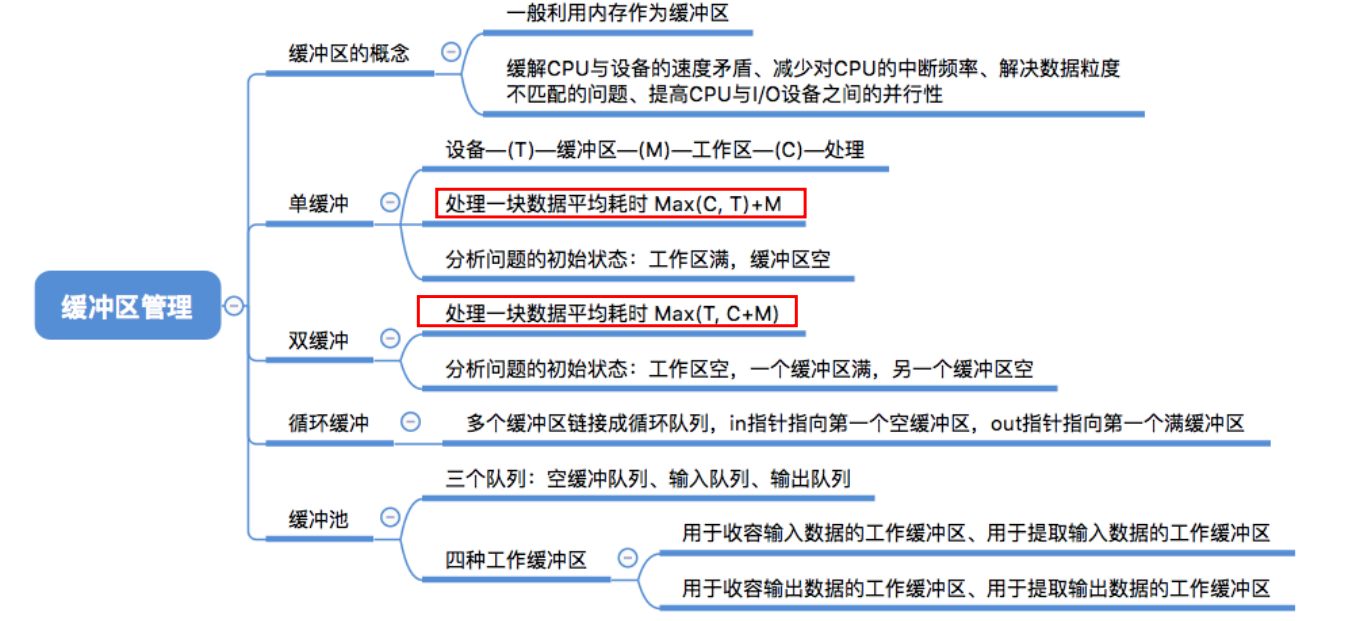 缓冲区管理
缓冲区的概念
一般利用内存作为缓冲区
缓解CPU与设备的速度矛盾、减少对CPU的中断频率、解决数据粒度
不匹配的问题、提高CPU与I/O设备之间的并行性
单缓冲
设备—(T)—缓冲区—(M)—工作区—(C)—处理
处理一块数据平均耗时 Max(C, T)+M
分析问题的初始状态：工作区满，缓冲区空
双缓冲
处理一块数据平均耗时 Max(T, C+M)
分析问题的初始状态：工作区空，一个缓冲区满，另一个缓冲区空
循环缓冲
多个缓冲区链接成循环队列，in指针指向第一个空缓冲区，out指针指向第一个满缓冲区
缓冲池
三个队列：空缓冲队列、输入队列、输出队列
四种工作缓冲区
用于收容输入数据的工作缓冲区、用于提取输入数据的工作缓冲区
用于收容输出数据的工作缓冲区、用于提取输出数据的工作缓冲区